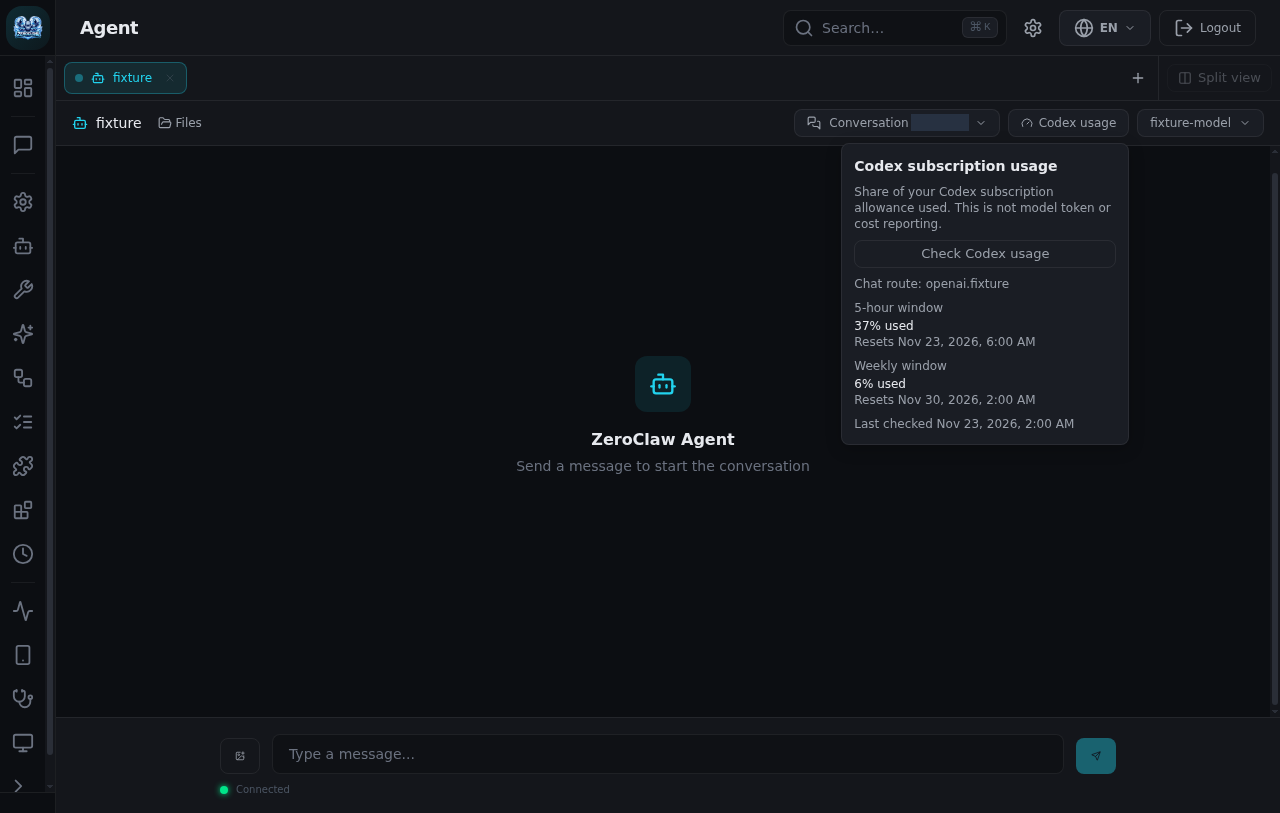 Agent
Search...
⌘K
EN
Logout
fixture
Split view
fixture
Files
Conversation
Codex usage
fixture-model
Codex subscription usage
Share of your Codex subscription
allowance used. This is not model token or
cost reporting.
Check Codex usage
Chat route: openai.fixture
5-hour window
37% used
Resets Nov 23, 2026, 6:00 AM
Weekly window
6% used
Resets Nov 30, 2026, 2:00 AM
Last checked Nov 23, 2026, 2:00 AM
ZeroClaw Agent
Send a message to start the conversation
Type a message...
Connected